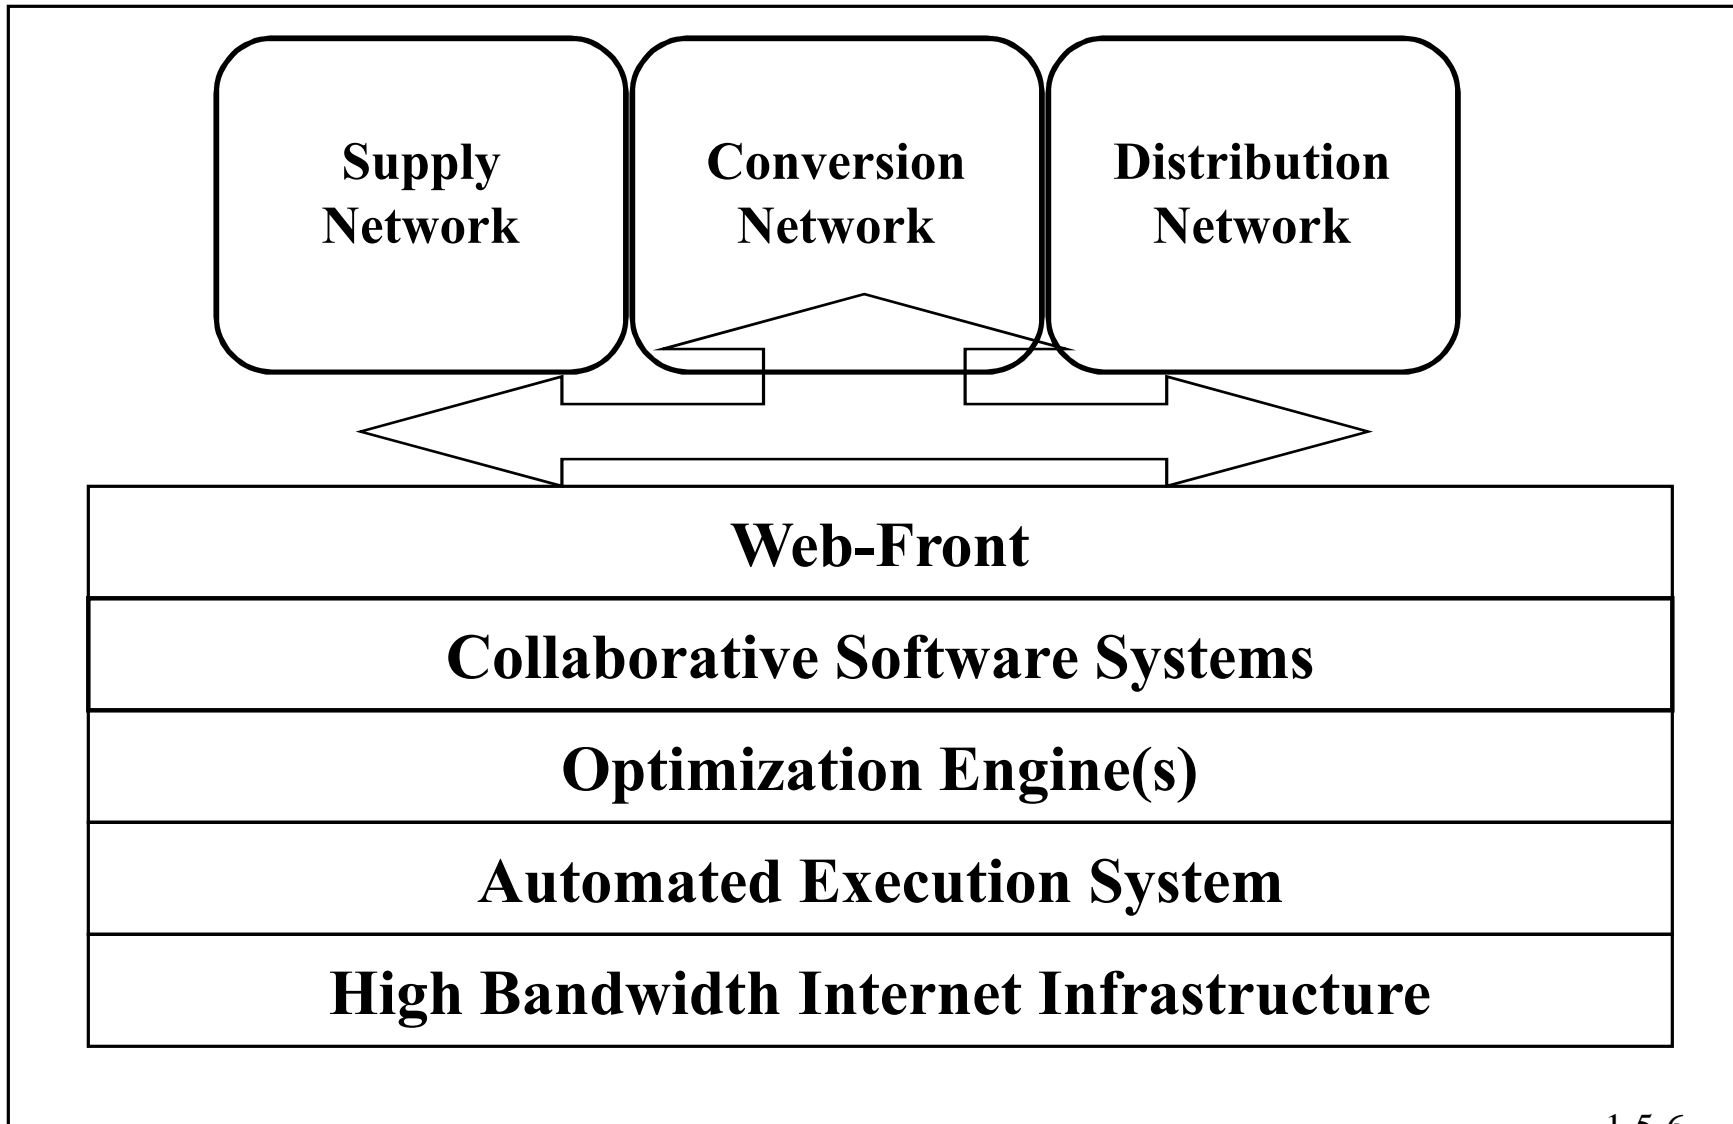 Supply
Network
Conversion
Network
Distribution
Network
Web-Front
Collaborative Software Systems
Optimization Engine(s)
Automated Execution System
High Bandwidth Internet Infrastructure